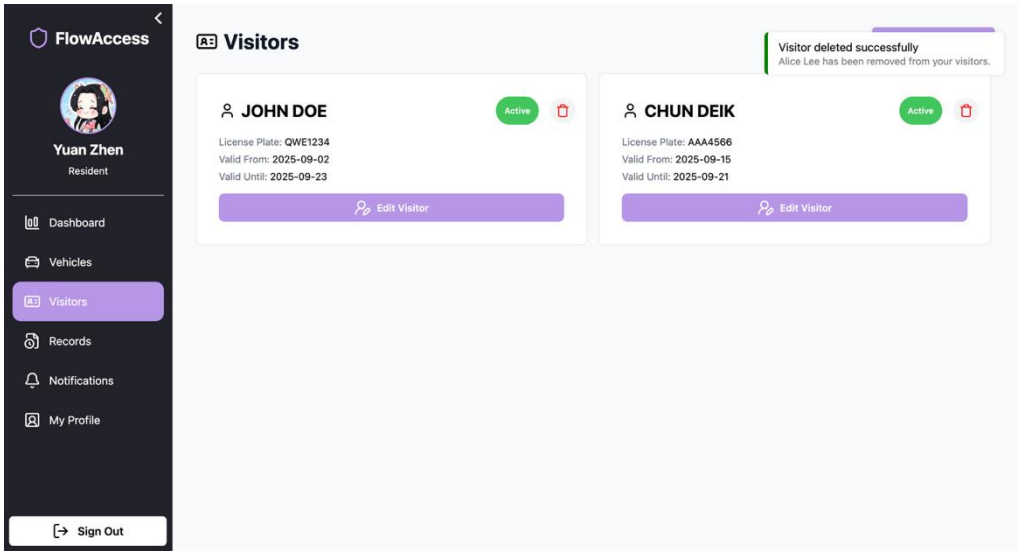 FlowAccess
Yuan Zhen
Resident
Dashboard
Vehicles
Visitors
Records
Notifications
My Profile
Sign Out
Visitors
Visitor deleted successfully
Alice Lee has been removed from your visitors.
JOHN DOE
Active
License Plate: QWE1234
Valid From: 2025-09-02
Valid Until: 2025-09-23
Edit Visitor
CHUN DEIK
Active
License Plate: AAA4566
Valid From: 2025-09-15
Valid Until: 2025-09-21
Edit Visitor